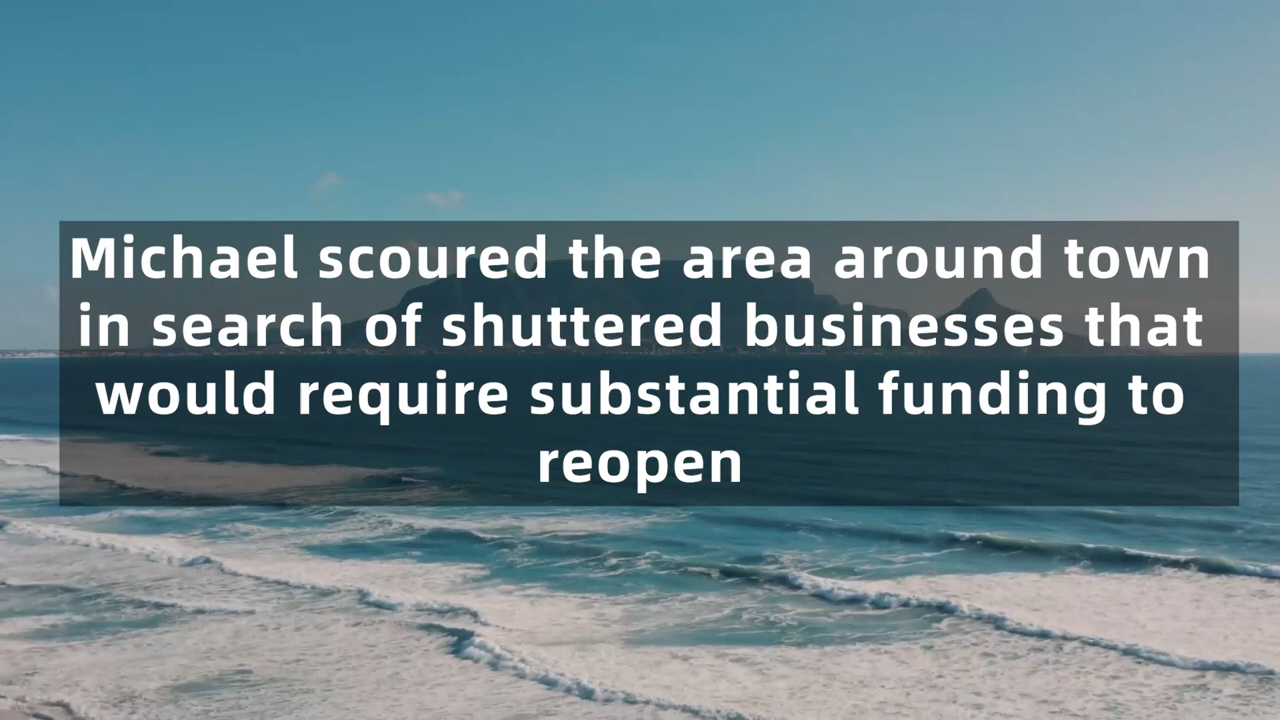 Michael scoured the area around town
in search of shuttered businesses that
would require substantial funding to
reopen